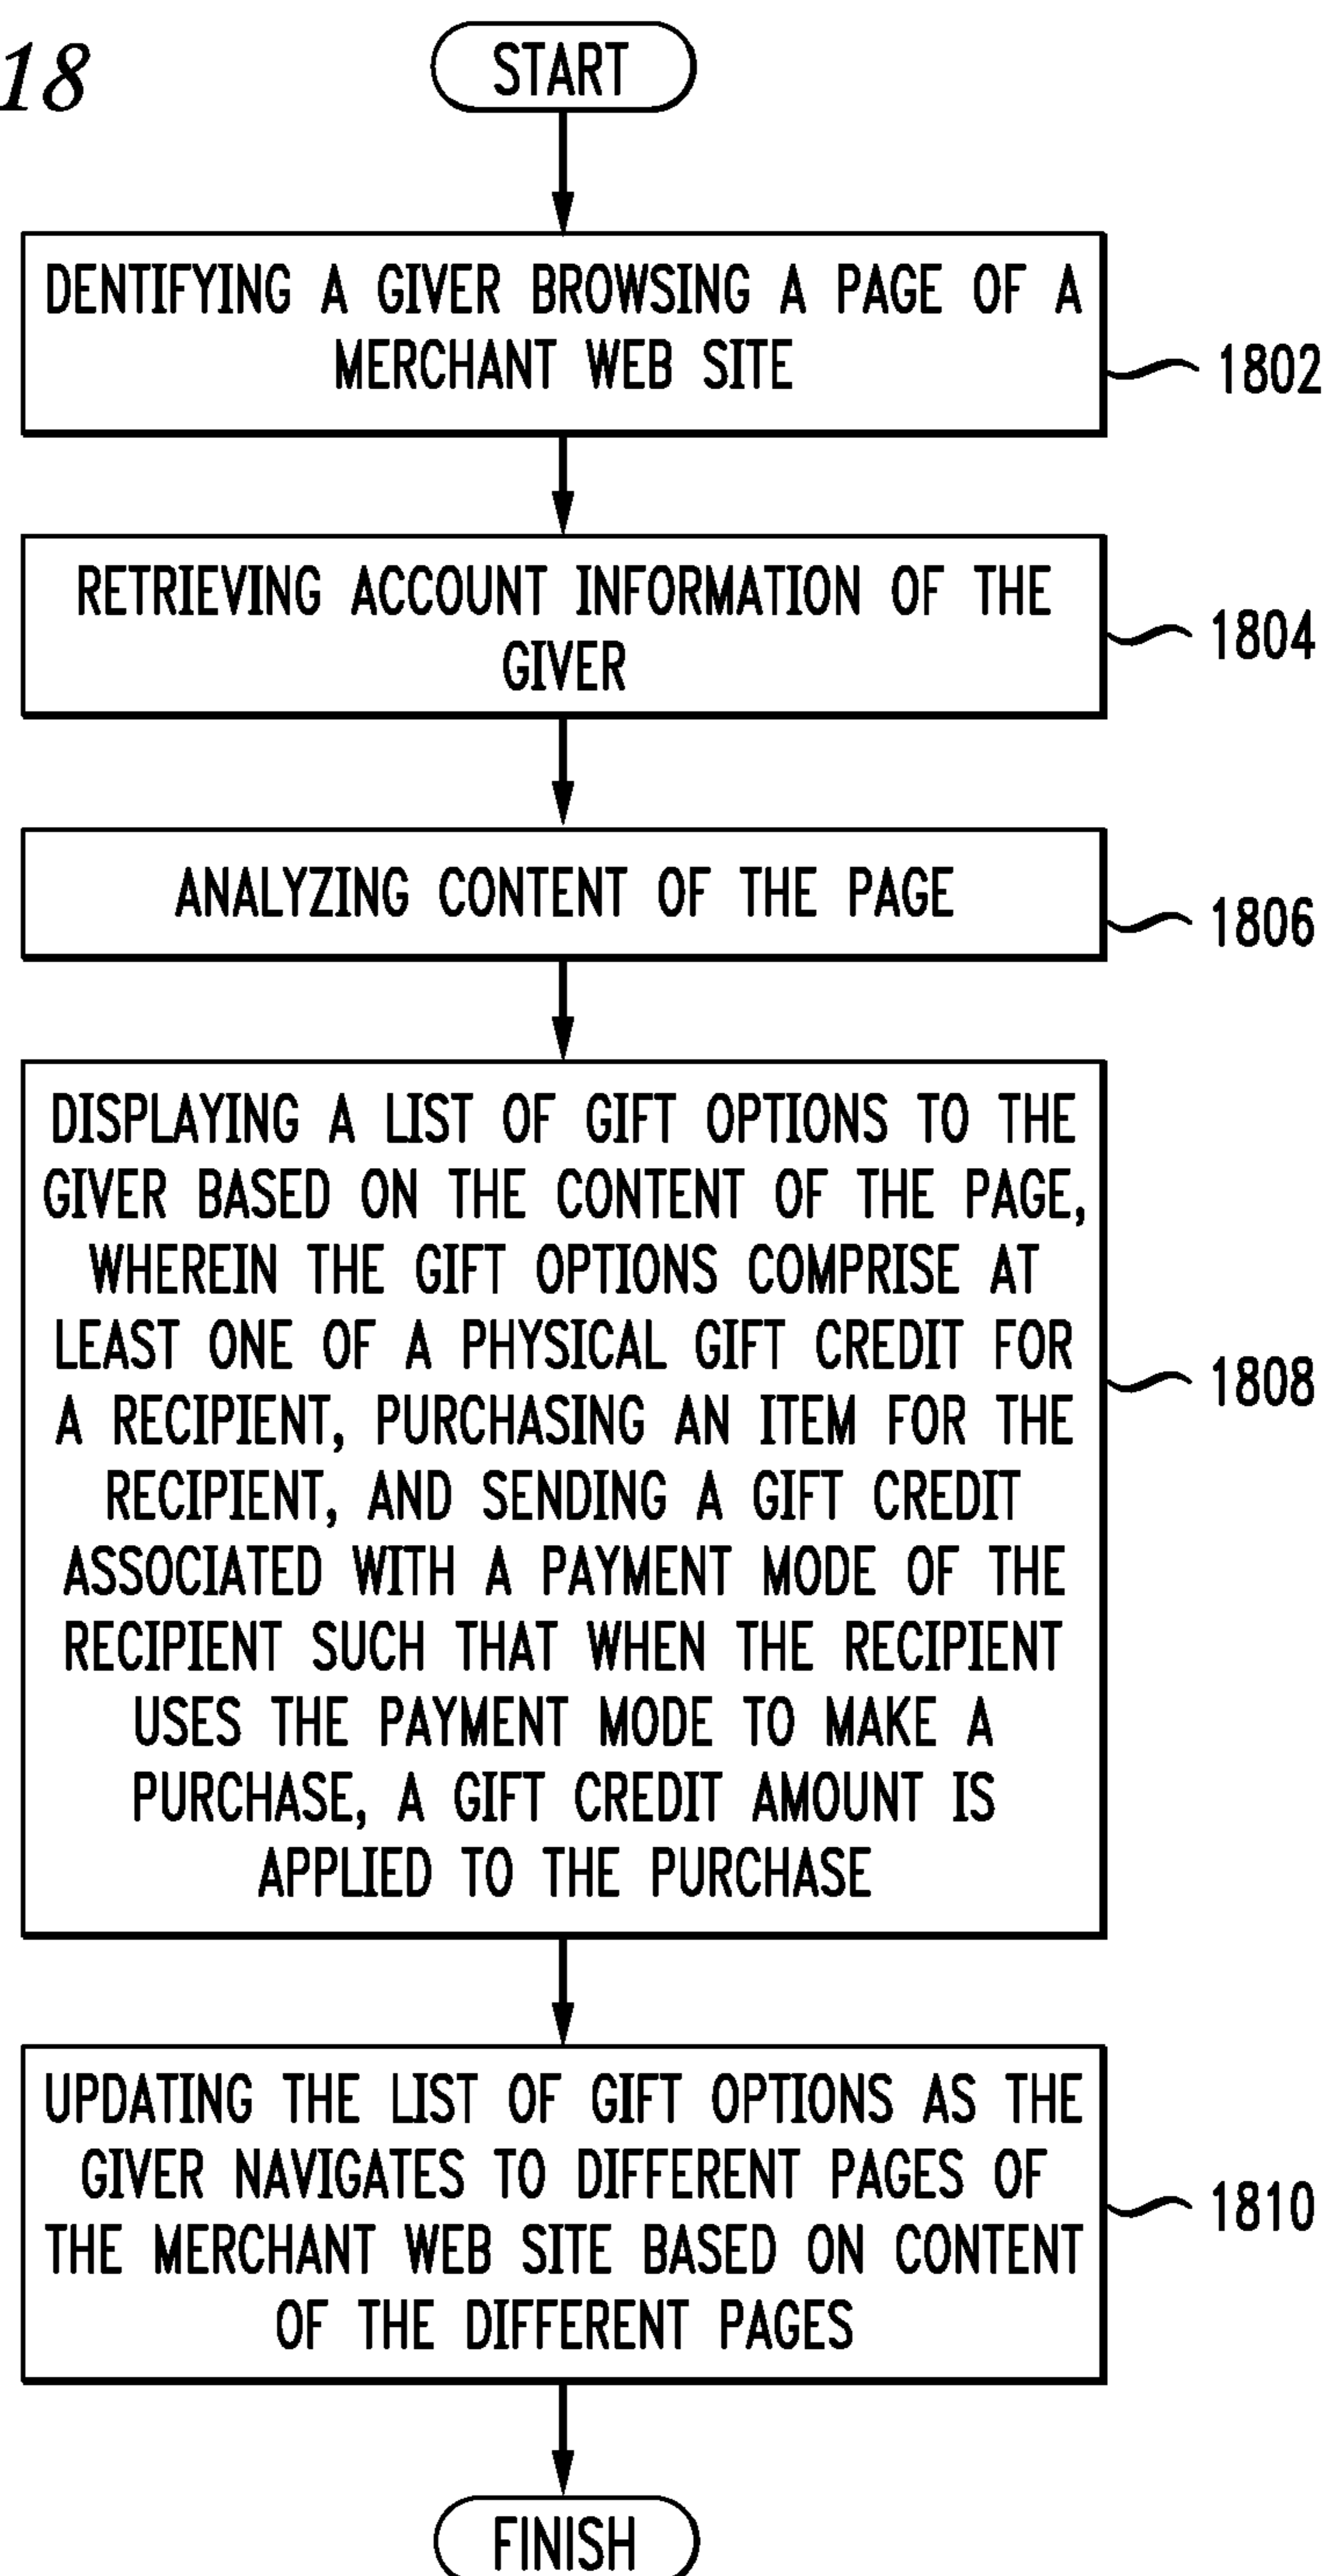 18
START
DENTIFYING A GIVER BROWSING A PAGE OF A
MERCHANT WEB SITE
1802
RETRIEVING ACCOUNT INFORMATION OF THE
GIVER
1804
ANALYZING CONTENT OF THE PAGE
1806
DISPLAYING A LIST OF GIFT OPTIONS TO THE
GIVER BASED ON THE CONTENT OF THE PAGE,
WHEREIN THE GIFT OPTIONS COMPRISE AT
LEAST ONE OF A PHYSICAL GIFT CREDIT FOR
A RECIPIENT, PURCHASING AN ITEM FOR THE
RECIPIENT, AND SENDING A GIFT CREDIT
ASSOCIATED WITH A PAYMENT MODE OF THE
RECIPIENT SUCH THAT WHEN THE RECIPIENT
USES THE PAYMENT MODE TO MAKE A
PURCHASE, A GIFT CREDIT AMOUNT IS
APPLIED TO THE PURCHASE
1808
UPDATING THE LIST OF GIFT OPTIONS AS THE
GIVER NAVIGATES TO DIFFERENT PAGES OF
THE MERCHANT WEB SITE BASED ON CONTENT
OF THE DIFFERENT PAGES
1810
FINISH